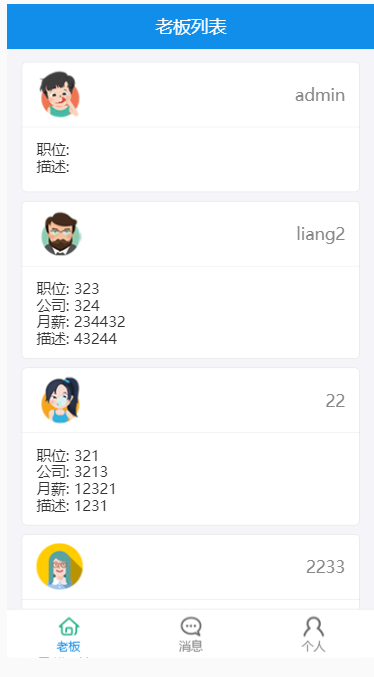 老板列表
admin
职位:
描述:
liang2
职位: 323
公司: 324
月薪: 234432
描述: 43244
22
职位: 321
公司: 3213
月薪: 12321
描述: 1231
2233
老板
消息
个人